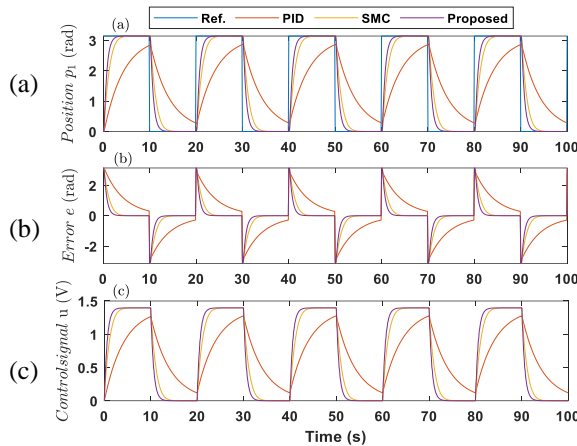 Ref. PID SMC Proposed
(a)
(a)
Position p1 (rad)
3
2
1
0
0 10 20 30 40 50 60 70 80 90 100
(b)
(b)
Error e (rad)
2
0
-2
0 10 20 30 40 50 60 70 80 90 100
(c)
(c)
Controlsignal u (V)
1.5
1
0.5
0
0 10 20 30 40 50 60 70 80 90 100
Time (s)